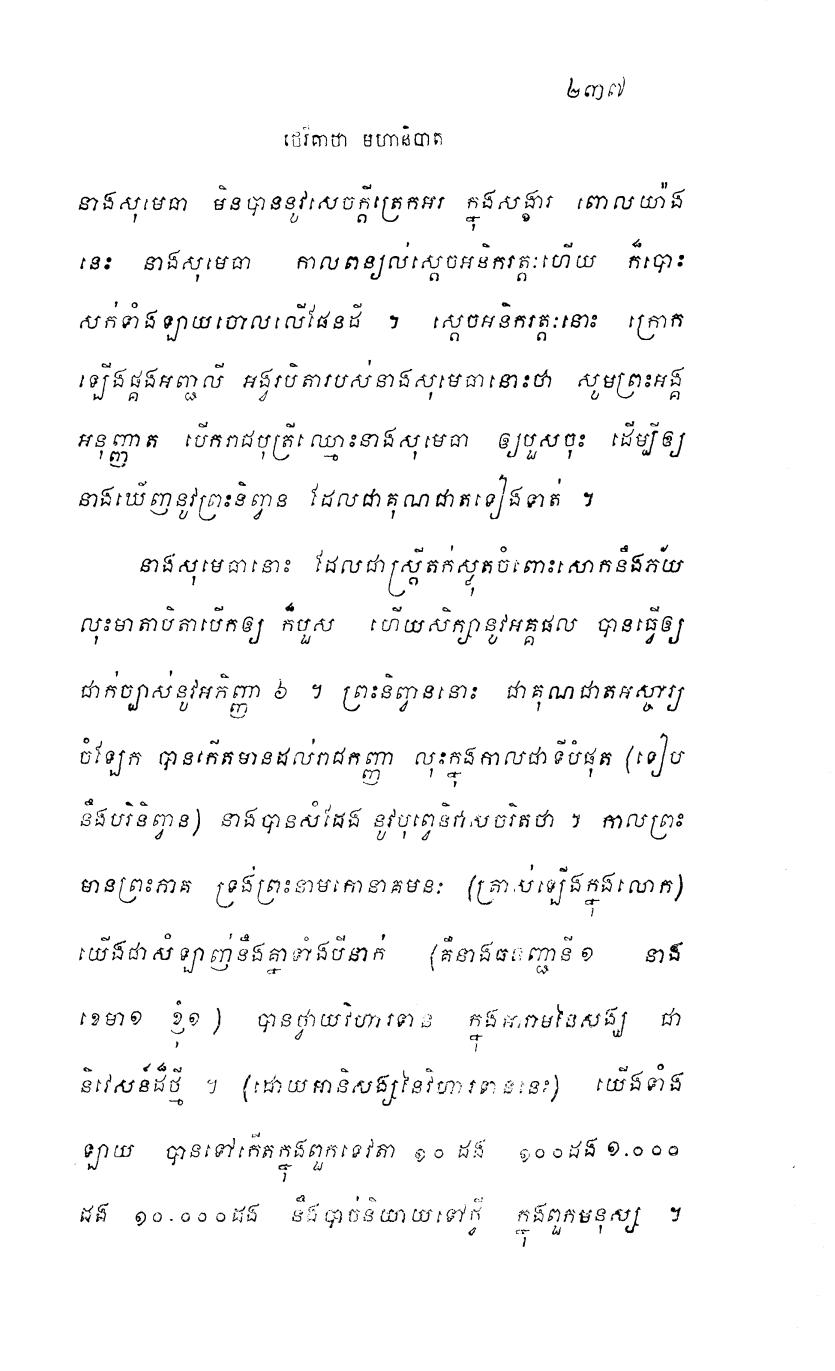 ២៣៧
ថេរីគាថា មហានិបាត
នាងសុមេធា មិនបាននូវសេចក្តីត្រេកអរ ក្នុងសង្ខារ ពោលយ៉ាង
នេះ នាងសុមេធា កាលពន្យល់ស្តេចអនិករត្តៈហើយ ក៏បោះ
សក់ទាំងឡាយចោលលើផែនដី ។ ស្តេចអនិករត្តៈនោះ ក្រោក
ឡើងផ្គងអញ្ជលី អង្វរបិតារបស់នាងសុមេធានោះថា សូមព្រះអង្គ
អនុញ្ញាត បើករាជបុត្រីឈ្មោះនាងសុមេធា ឲ្យបួសចុះ ដើម្បីឲ្យ
នាងឃើញនូវព្រះនិព្វាន ដែលជាគុណជាតទៀងទាត់ ។
នាងសុមេធានោះ ដែលជាស្រ្តីតក់ស្លុតចំពោះសោកនឹងភ័យ
លុះមាតាបិតាបើកឲ្យ ក៏បួស ហើយសិក្សានូវអគ្គផល បានធ្វើឲ្យ
ជាក់ច្បាស់នូវអភិញ្ញា ៦ ។ ព្រះនិព្វាននោះ ជាគុណជាតអស្ចារ្យ
ចំឡែក បានកើតមានដល់រាជកញ្ញា លុះក្នុងកាលជាទីបំផុត (ទៀប
នឹងបរិនិព្វាន) នាងបានសំដែង នូវបុព្វេនិវាសចរិតថា ។ កាលព្រះ
មានព្រះភាគ ទ្រង់ព្រះនាមកោនាគមនៈ (ត្រាស់ឡើងក្នុងលោក)
យើងជាសំឡាញ់នឹងគ្នាទាំងបីនាក់ (គឺនាងធនញ្ជានី ១ នាង
ខេមា១ ខ្ញុំ១ ) បានថ្វាយវិហារទាន ក្នុងអារាមនៃសង្ឃ ជា
និវេសន៍ដ៏ថ្មី ។ (ដោយអានិសង្ឃនៃវិហារទាននេះ) យើងទាំង
ឡាយ បានទៅកើតក្នុងពួកទេវតា ១០ ដង ១០០ដង ១.០០០
ដង ១០.០០០ដង នឹងបាច់និយាយទៅក្វី ក្នុងពួកមនុស្ស ។